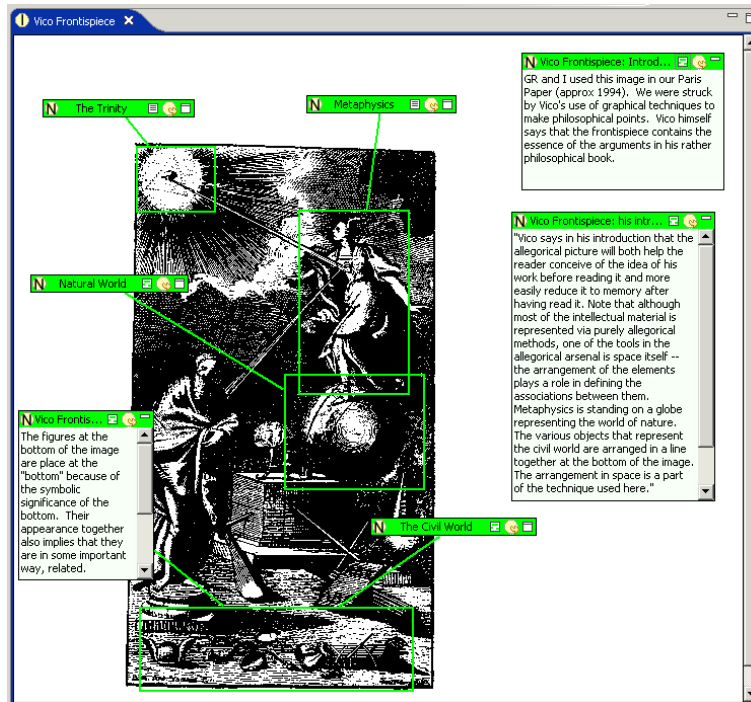 Vico Frontispiece
N Vico Frontispiece: Introd...
GR and I used this image in our Paris
Paper (approx 1994). We were struck
by Vico's use of graphical techniques to
make philosophical points. Vico himself
says that the frontispiece contains the
essence of the arguments in his rather
philosophical book.
N The Trinity
N Metaphysics
N Vico Frontispiece: his intr...
"Vico says in his introduction that the
allegorical picture will both help the
reader conceive of the idea of his
work before reading it and more
easily reduce it to memory after
having read it. Note that although
most of the intellectual material is
represented via purely allegorical
methods, one of the tools in the
allegorical arsenal is space itself --
the arrangement of the elements
plays a role in defining the
associations between them.
Metaphysics is standing on a globe
representing the world of nature.
The various objects that represent
the civil world are arranged in a line
together at the bottom of the image.
The arrangement in space is a part
of the technique used here."
N Natural World
N Vico Frontis...
The figures at the
bottom of the image
are place at the
"bottom" because of
the symbolic
significance of the
bottom. Their
appearance together
also implies that they
are in some important
way, related.
N The Civil World